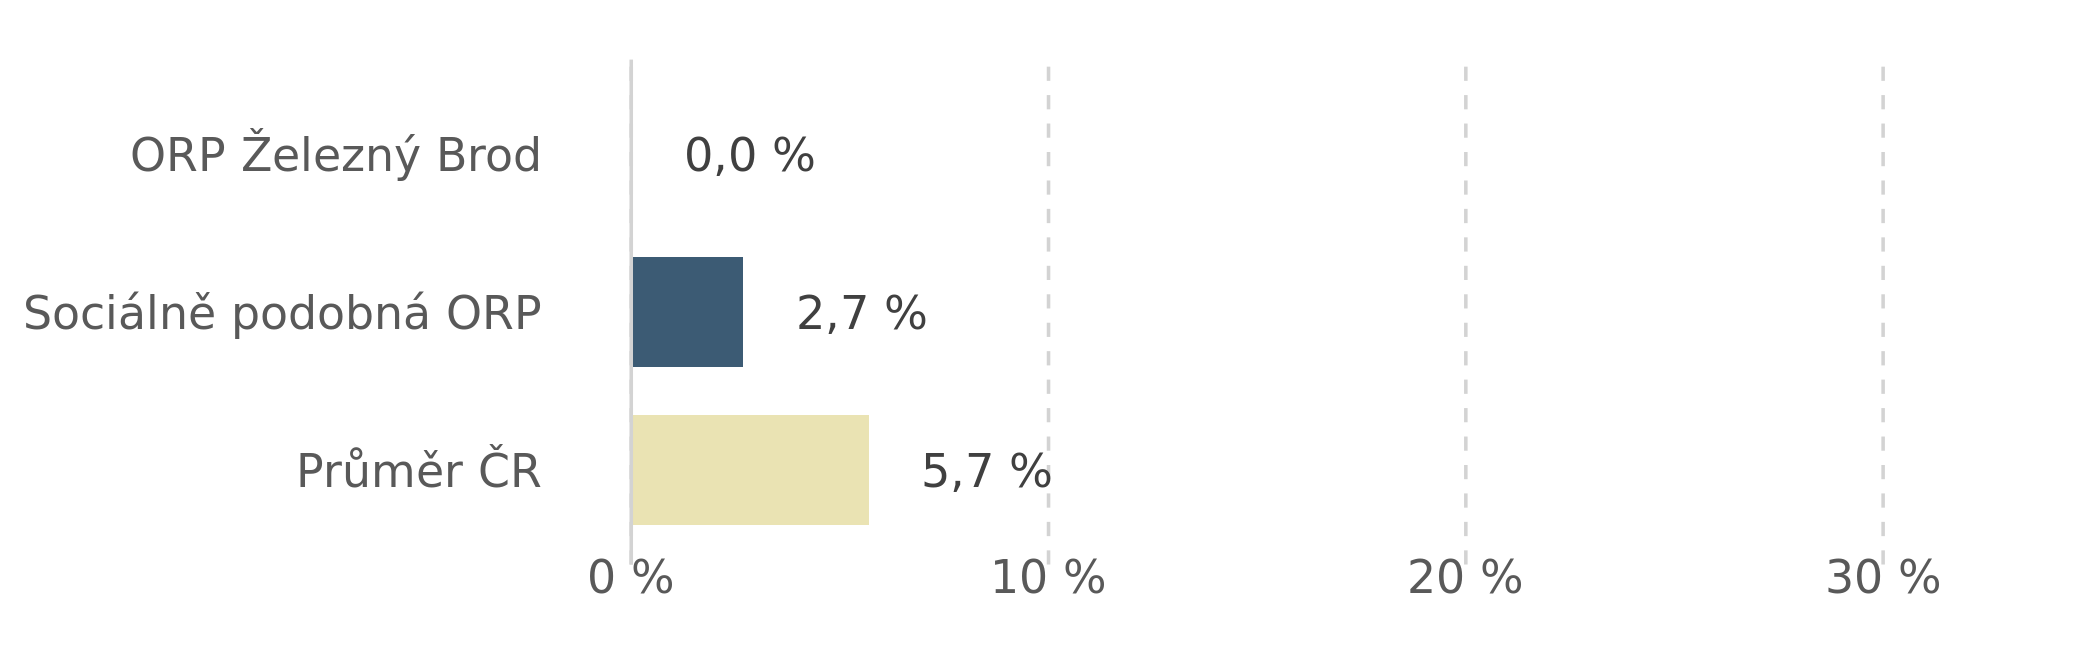 ORP Železný Brod 0,0 %
Sociálně podobná ORP 2,7 %
Průměr ČR 5,7 %
0 % 10 % 20 % 30 %